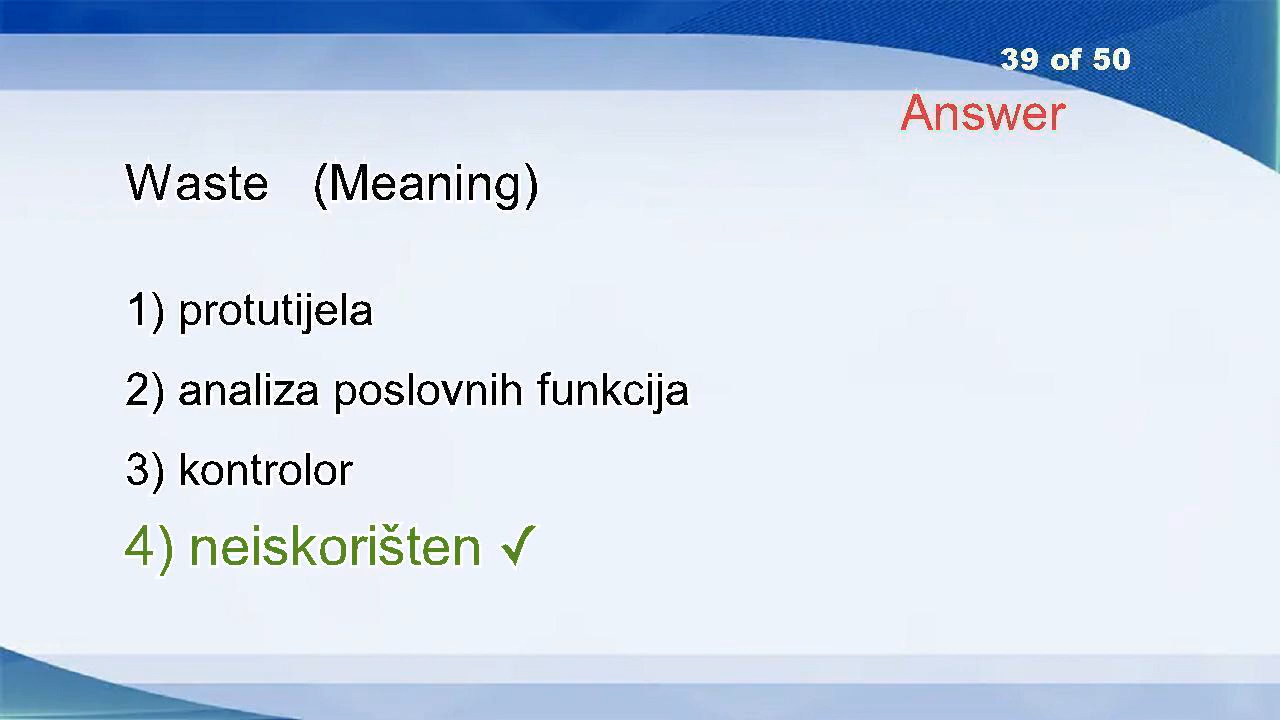 39 of 50
Answer
Waste (Meaning)
1) protutijela
2) analiza poslovnih funkcija
3) kontrolor
4) neiskorišten ✓